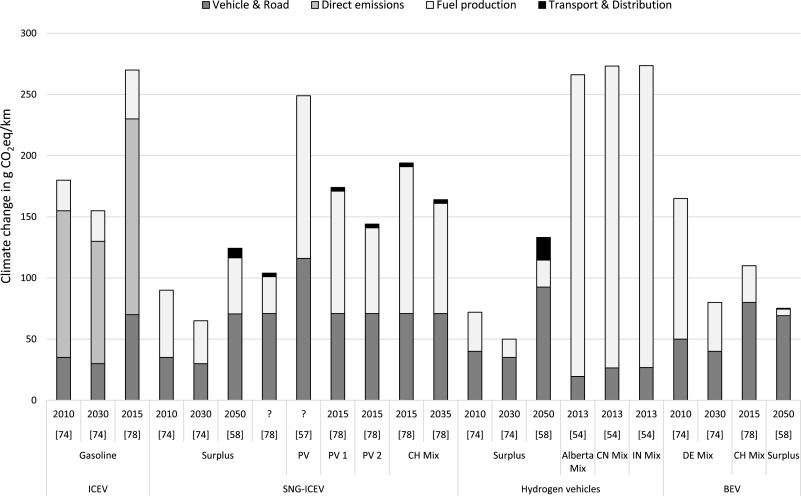 Vehicle & Road Direct emissions Fuel production Transport & Distribution
Climate change in g CO₂eq/km
300
250
200
150
100
50
0
2010 2030 2015 2010 2030 2050 ? ? 2015 2015 2015 2035 2010 2030 2050 2013 2013 2013 2010 2030 2015 2050
[74] [74] [78] [74] [74] [58] [78] [57] [78] [78] [78] [78] [74] [74] [58] [54] [54] [54] [74] [74] [78] [58]
Gasoline Surplus PV PV 1 PV 2 CH Mix Surplus Alberta CN Mix IN Mix DE Mix CH Mix Surplus
Mix
ICEV SNG-ICEV Hydrogen vehicles BEV